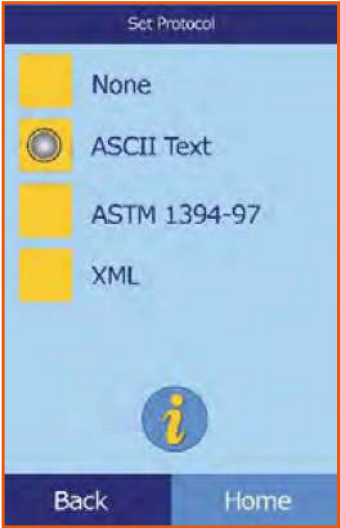 Set Protocol
None
ASCII Text
ASTM 1394-97
XML
i
Back Home